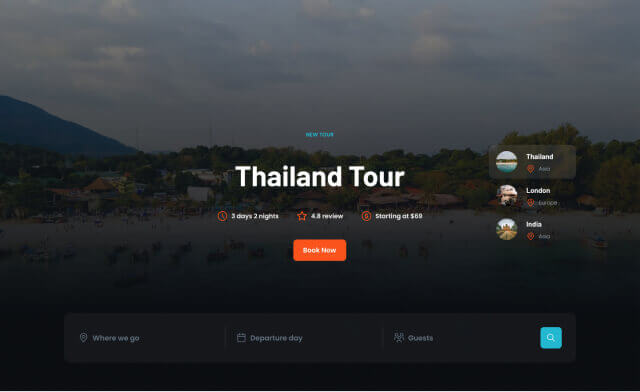 NEW TOUR
Thailand Tour
3 days 2 nights
4.8 review
Starting at $69
Book Now
Thailand
Asia
London
Europe
India
Asia
Where we go
Departure day
Guests